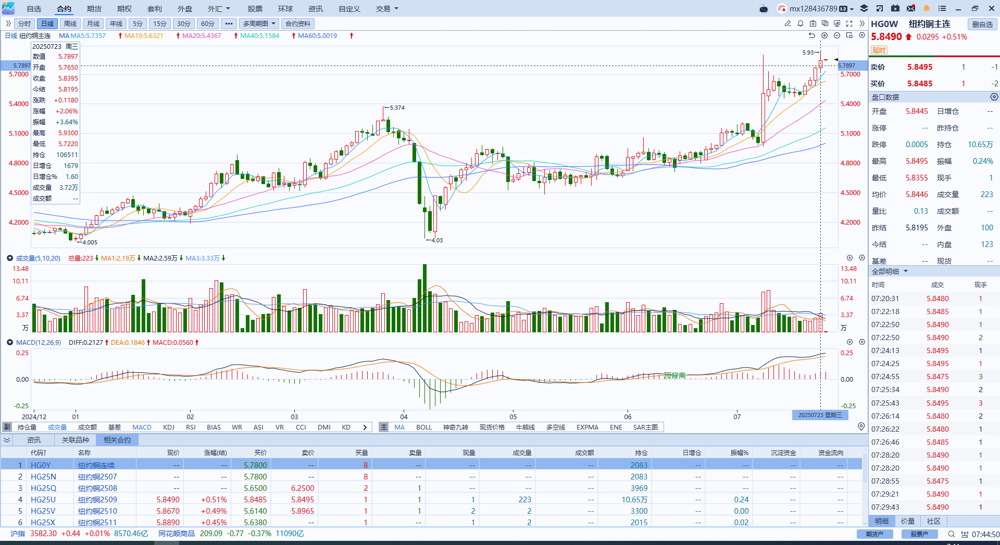 自选 合约 期货 期权 套利 外盘 外汇 股票 环球 资讯 自定义 交易 mx128436789 L2
分时 日线 周线 月线 年线 5分 15分 30分 60分 ••• 多周期图 合约资料
HG0W 纽约铜主连 删自选
日线 纽约铜主连 MA MA5:5.7357 MA10:5.6321 MA20:5.4367 MA40:5.1584 MA60:5.0019
5.8490 0.0295 +0.51%
延时
20250723 周三
数值 5.7897
开盘 5.7650
收盘 5.8395
今结 5.8195
涨跌 +0.1180
涨幅 +2.06%
振幅 +3.64%
最高 5.9300
最低 5.7220
持仓 106511
日增仓 1679
日增仓% 1.60
成交量 3.72万
成交额 --
5.7897
5.7000
5.4000
5.1000
4.8000
4.5000
4.2000
5.93
5.374
4.005
4.03
5.7897
5.7000
5.4000
5.1000
4.8000
4.5000
4.2000
成交量(5,10,20) 总量:223 MA1:2.19万 MA2:2.59万 MA3:3.33万
13.48
10.11
6.74
3.37
万
13.48
10.11
6.74
3.37
万
MACD(12,26,9) DIFF:0.2127 DEA:0.1846 MACD:0.0560
0.25
0.00
-0.25
顶背离
0.25
0.00
-0.25
2024/12 01 02 03 04 05 06 07 20250723 星期三
副 持仓量 成交量 成交额 基差 MACD KDJ RSI BIAS WR ASI VR CCI DMI KD
主 MA BOLL 神奇九转 现货价格 牛熊线 多空线 EXPMA ENE SAR主图
资讯 关联品种 相关合约
代码↑ 名称 现价 涨幅(结) 买价 卖价 买量 卖量 现量 成交量 成交额 持仓 日增仓 振幅% 沉淀资金 资金流向
1 HG0Y 纽约铜连续 -- -- 5.7800 -- 8 -- -- -- -- 2083 -- -- -- --
2 HG25N 纽约铜2507 -- -- 5.7800 -- 8 -- -- -- -- 2083 -- -- -- --
3 HG25Q 纽约铜2508 -- -- 5.6500 6.2500 2 1 -- -- -- 3969 -- -- -- --
4 HG25U 纽约铜2509 5.8490 +0.51% 5.8485 5.8495 1 1 1 223 -- 10.65万 -- 0.24 -- --
5 HG25V 纽约铜2510 5.8670 +0.49% 5.6140 5.8965 1 1 2 2 -- 3300 -- 0.00 -- --
6 HG25X 纽约铜2511 5.8890 +0.45% 5.6380 -- 1 -- 1 2 -- 2015 -- 0.02 -- --
卖价 5.8495 1 -1
买价 5.8485 1 -2
盘口数据
开盘 5.8445 日增仓 --
涨停 -- 昨持仓 --
跌停 0.0005 持仓 10.65万
最高 5.8495 振幅 0.24%
最低 5.8355 现手 1
均价 5.8446 成交量 223
量比 0.13 成交额 --
昨结 5.8195 外盘 100
今结 -- 内盘 123
基差 -- 现货 --
全部明细
时间 成交 现手
07:20:31 5.8480 1
07:22:18 5.8485 1
07:22:50 5.8490 1
07:22:50 5.8490 2
07:24:13 5.8495 1
07:24:25 5.8495 1
07:24:55 5.8475 3
07:25:34 5.8490 2
07:25:43 5.8495 3
07:26:14 5.8480 2
07:26:22 5.8480 1
07:26:46 5.8485 1
07:28:20 5.8490 1
07:28:20 5.8490 1
07:28:55 5.8475 1
07:29:21 5.8490 1
07:29:43 5.8490 1
明细 价量 社区
沪指 3582.30 +0.44 +0.01% 8570.46亿 同花顺商品 209.09 -0.77 -0.37% 11090亿 期货户 股票户 07:44:50